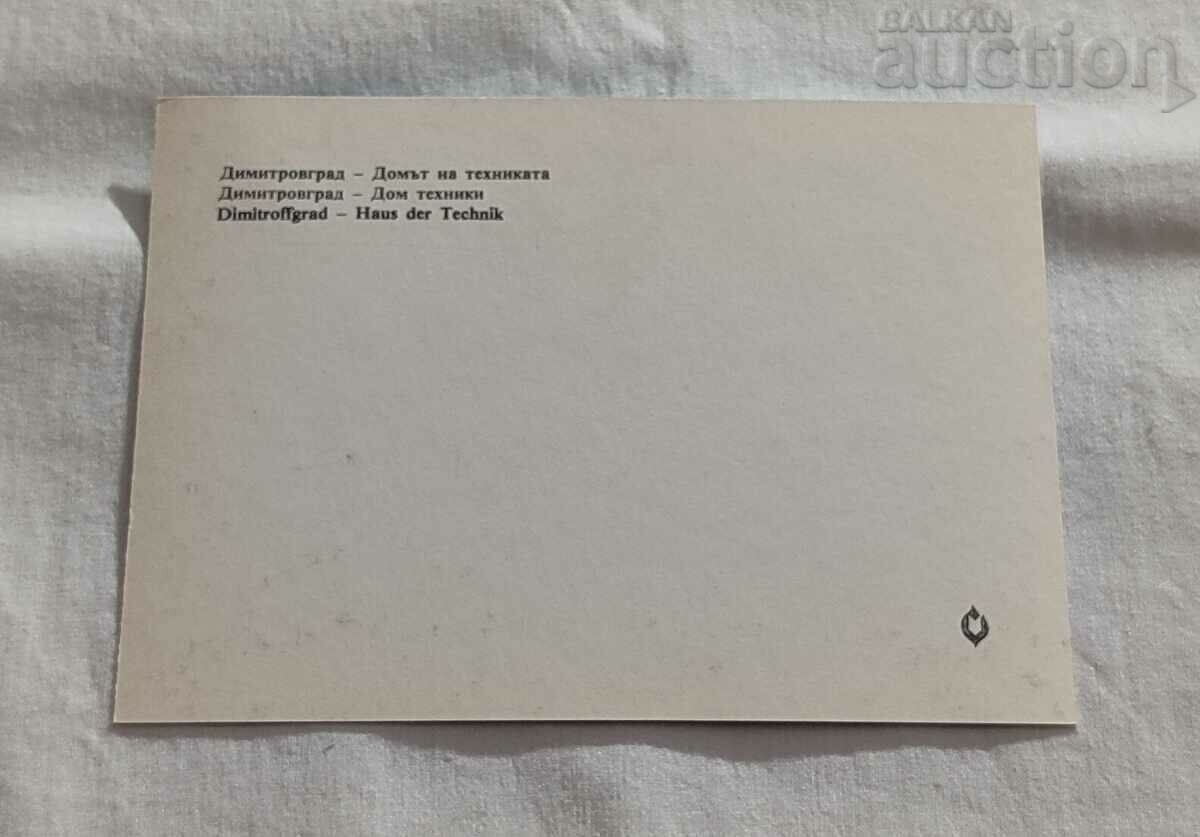 BALKAN
auction
Димитровград – Домът на техниката
Димитровград – Дом техники
Dimitroffgrad – Haus der Technik